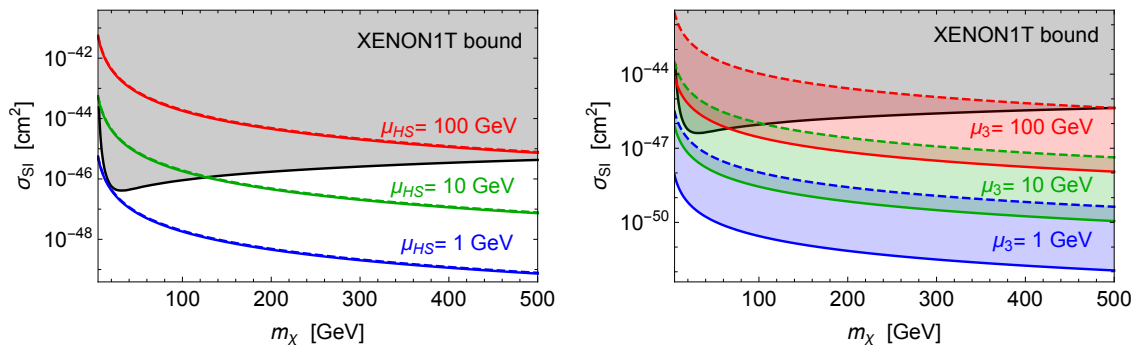 XENON1T bound
10⁻⁴²
10⁻⁴⁴
10⁻⁴⁶
10⁻⁴⁸
σSI [cm²]
μHS= 100 GeV
μHS= 10 GeV
μHS= 1 GeV
100 200 300 400 500
mχ [GeV]
XENON1T bound
10⁻⁴⁴
10⁻⁴⁷
10⁻⁵⁰
σSI [cm²]
μ₃= 100 GeV
μ₃= 10 GeV
μ₃= 1 GeV
100 200 300 400 500
mχ [GeV]